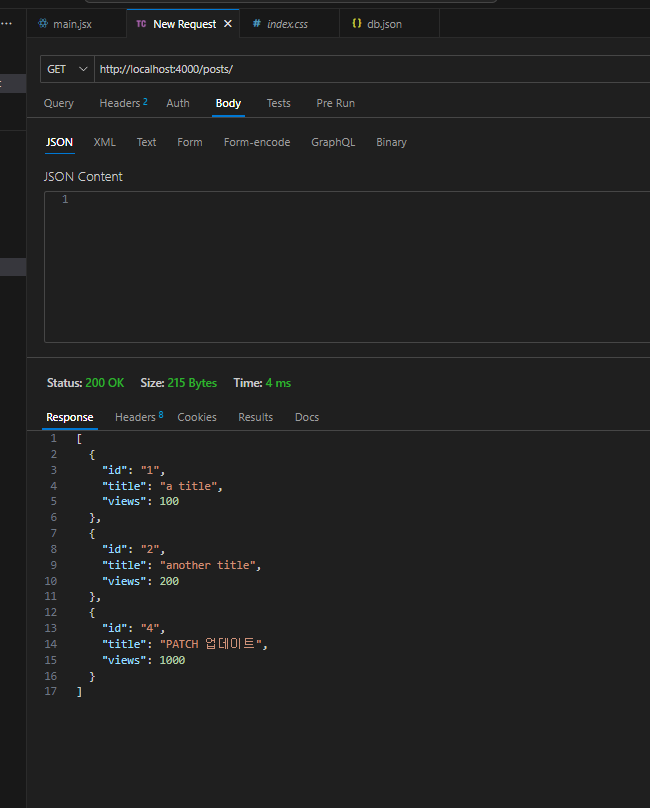 main.jsx TC New Request × # index.css {} db.json
GET http://localhost:4000/posts/
Query Headers 2 Auth Body Tests Pre Run
JSON XML Text Form Form-encode GraphQL Binary
JSON Content
1
Status: 200 OK Size: 215 Bytes Time: 4 ms
Response Headers 8 Cookies Results Docs
1 [
2 {
3 "id": "1",
4 "title": "a title",
5 "views": 100
6 },
7 {
8 "id": "2",
9 "title": "another title",
10 "views": 200
11 },
12 {
13 "id": "4",
14 "title": "PATCH 업데이트",
15 "views": 1000
16 }
17 ]